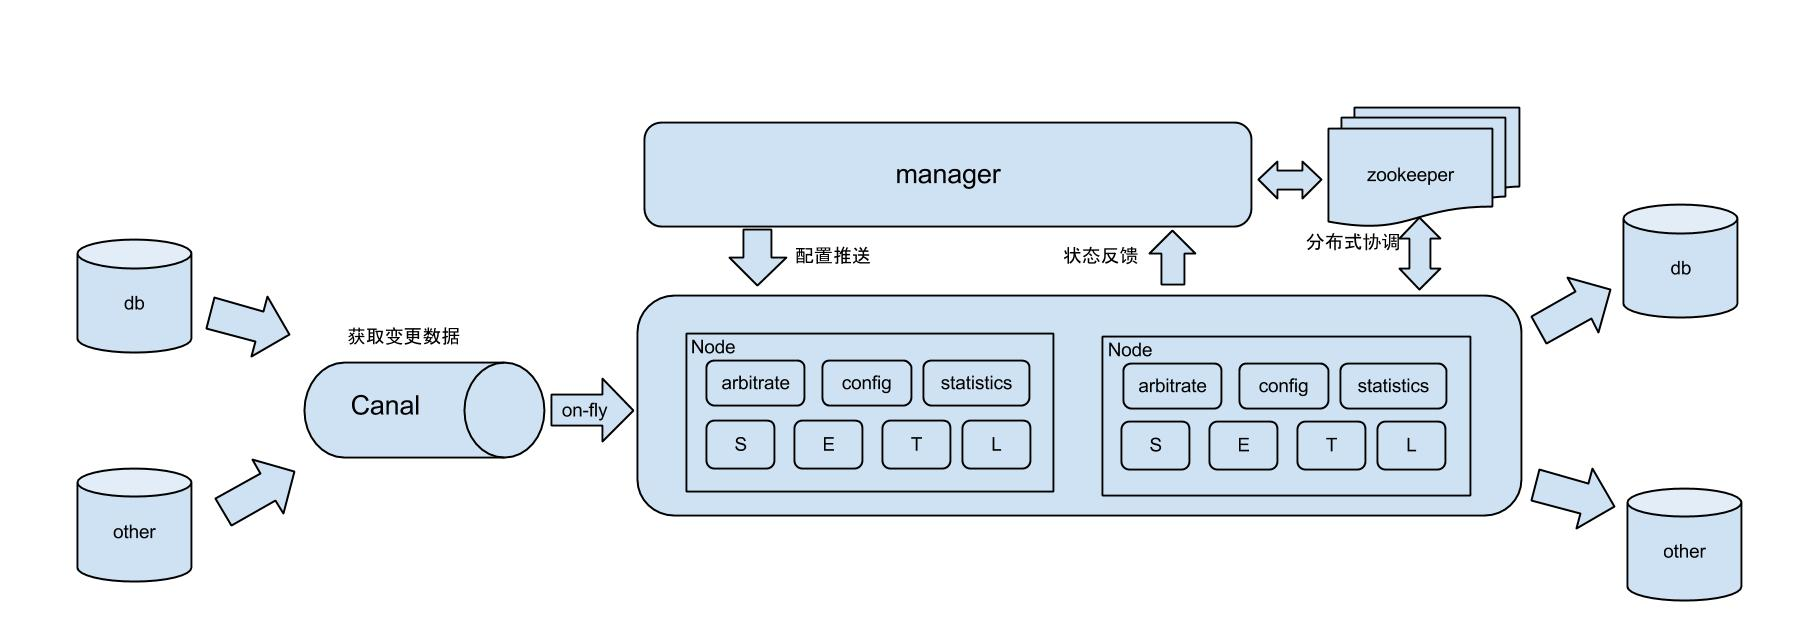 manager
zookeeper
配置推送
状态反馈
分布式协调
db
other
获取变更数据
Canal
on-fly
Node
arbitrate
config
statistics
S
E
T
L
Node
arbitrate
config
statistics
S
E
T
L
db
other